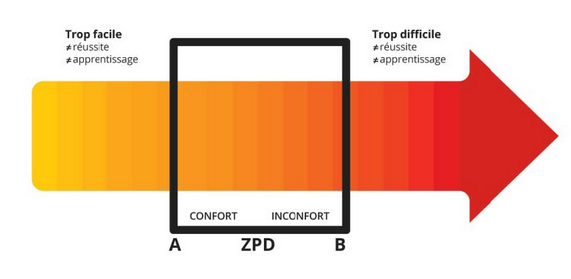 Trop facile
≠réussite
≠apprentissage
Trop difficile
≠réussite
≠apprentissage
CONFORT INCONFORT
A ZPD B